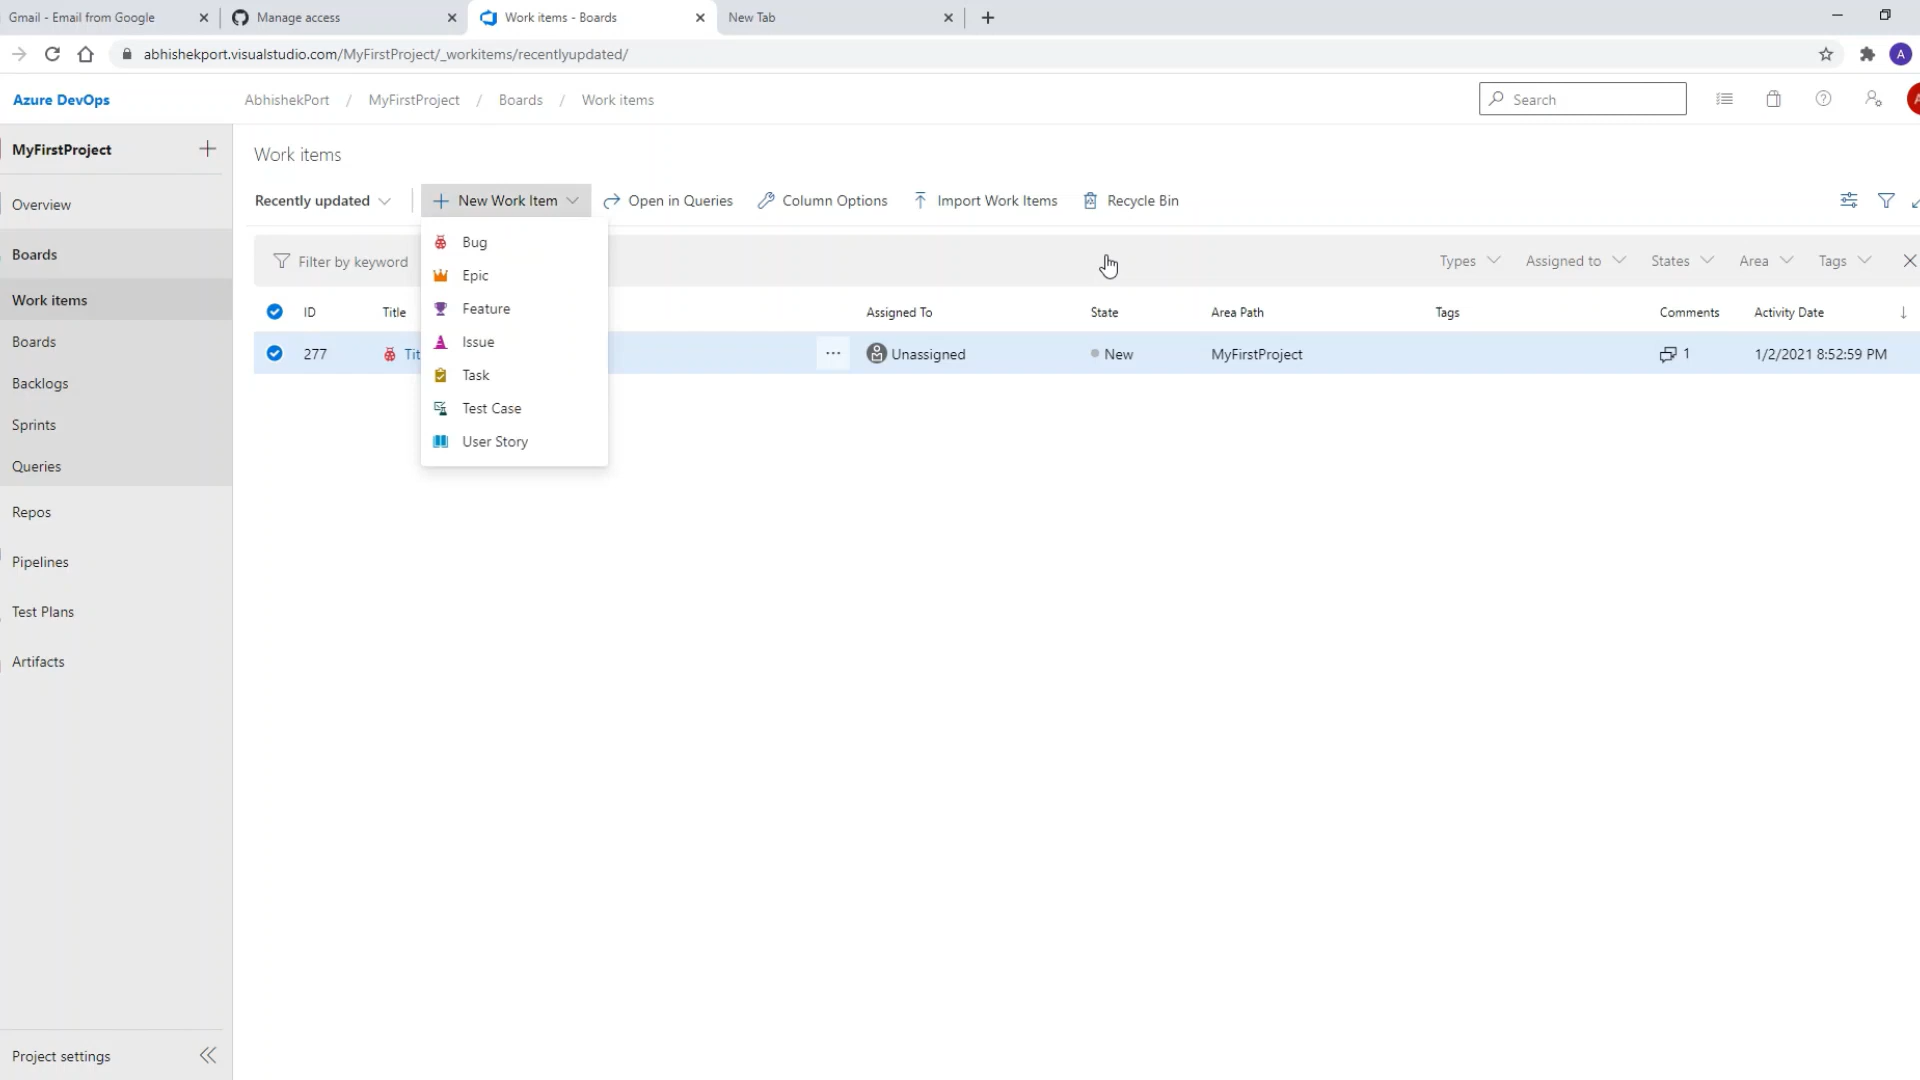 Gmail - Email from Google
Manage access
Work items - Boards
New Tab
abhishekport.visualstudio.com/MyFirstProject/_workitems/recentlyupdated/
A
Azure DevOps
AbhishekPort / MyFirstProject / Boards / Work items
Search
MyFirstProject
Overview
Boards
Work items
Boards
Backlogs
Sprints
Queries
Repos
Pipelines
Test Plans
Artifacts
Project settings
Work items
Recently updated
New Work Item
Open in Queries
Column Options
Import Work Items
Recycle Bin
Bug
Epic
Feature
Issue
Task
Test Case
User Story
Filter by keyword
Types
Assigned to
States
Area
Tags
ID
Title
Assigned To
State
Area Path
Tags
Comments
Activity Date
277
Tit
Unassigned
New
MyFirstProject
1
1/2/2021 8:52:59 PM